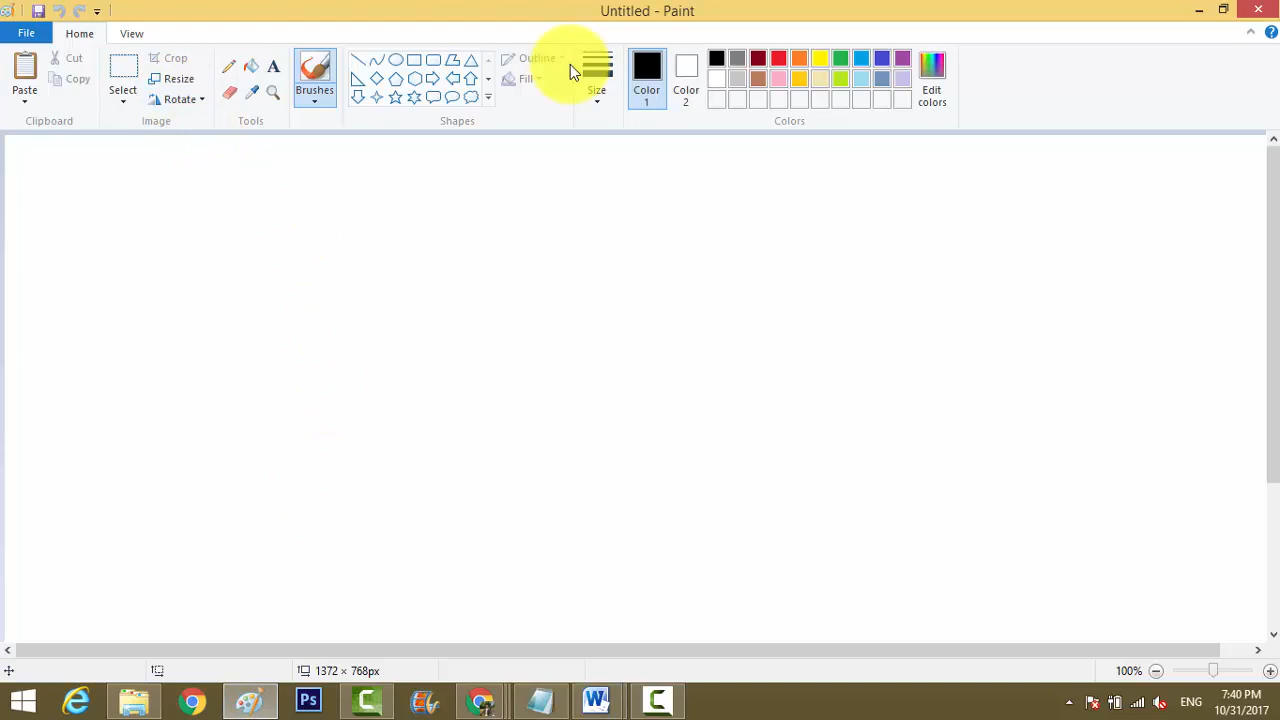 Untitled - Paint
File Home View
Paste
Cut
Copy
Clipboard
Select
Crop
Resize
Rotate
Image
A
Tools
Brushes
Outline
Fill
Shapes
Size
Color 1
Color 2
Edit colors
Colors
1372 × 768px
100%
Ps
W
ENG
7:40 PM
10/31/2017